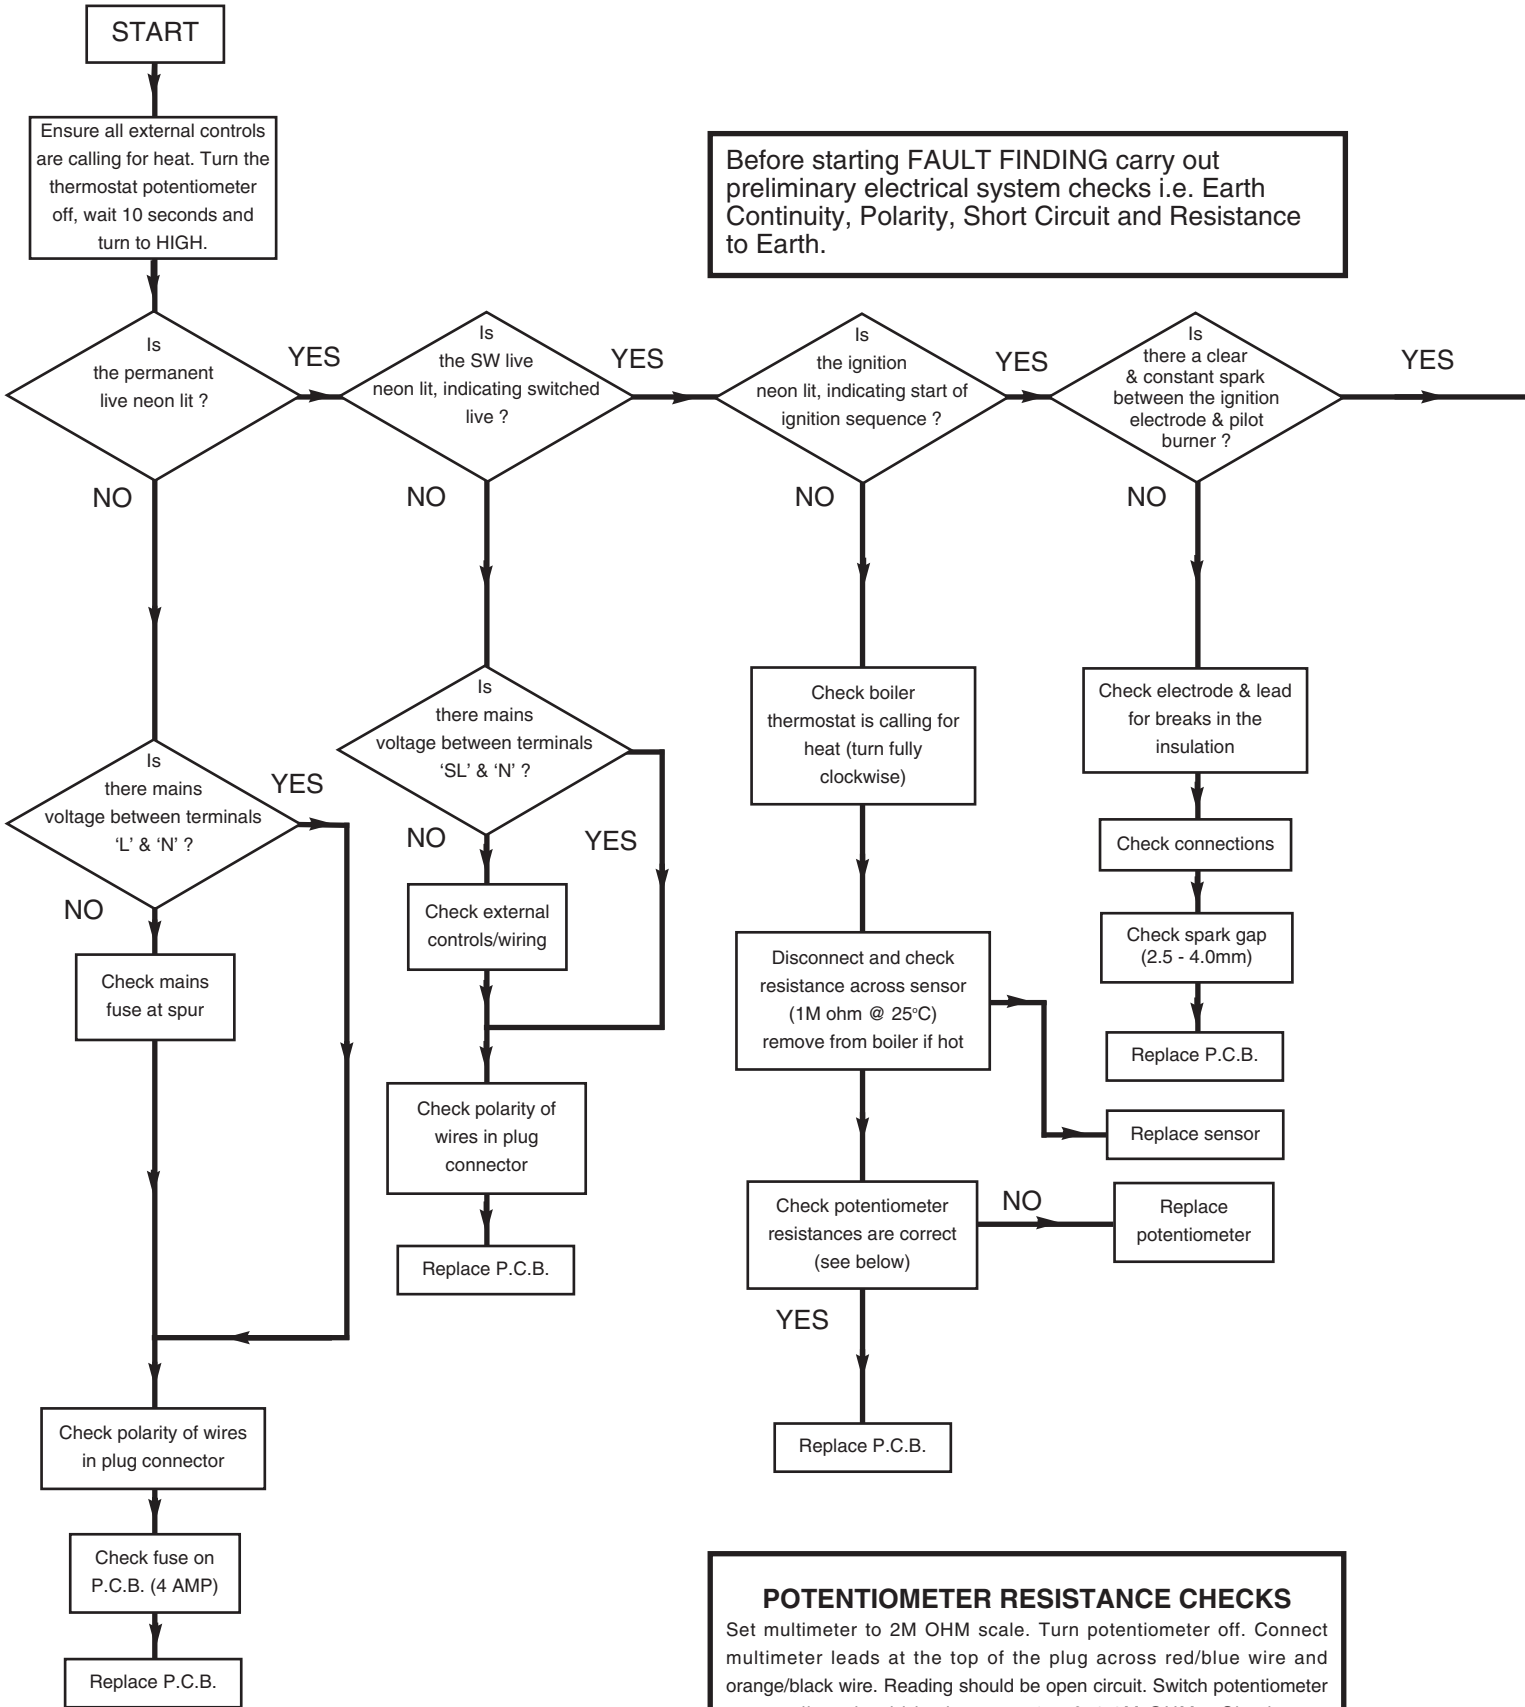 START
Ensure all external controls
are calling for heat. Turn the
thermostat potentiometer
off, wait 10 seconds and
turn to HIGH.
Before starting FAULT FINDING carry out
preliminary electrical system checks i.e. Earth
Continuity, Polarity, Short Circuit and Resistance
to Earth.
Is
the permanent
live neon lit ?
YES
NO
Is
the SW live
neon lit, indicating switched
live ?
YES
NO
Is
the ignition
neon lit, indicating start of
ignition sequence ?
YES
NO
Is
there a clear
& constant spark
between the ignition
electrode & pilot
burner ?
YES
NO
Is
there mains
voltage between terminals
‘L’ & ‘N’ ?
YES
NO
Check mains
fuse at spur
Check polarity of wires
in plug connector
Check fuse on
P.C.B. (4 AMP)
Replace P.C.B.
Is
there mains
voltage between terminals
‘SL’ & ‘N’ ?
NO
YES
Check external
controls/wiring
Check polarity of
wires in plug
connector
Replace P.C.B.
Check boiler
thermostat is calling for
heat (turn fully
clockwise)
Disconnect and check
resistance across sensor
(1M ohm @ 25°C)
remove from boiler if hot
Check potentiometer
resistances are correct
(see below)
NO
YES
Replace P.C.B.
Check electrode & lead
for breaks in the
insulation
Check connections
Check spark gap
(2.5 - 4.0mm)
Replace P.C.B.
Replace sensor
Replace
potentiometer
POTENTIOMETER RESISTANCE CHECKS
Set multimeter to 2M OHM scale. Turn potentiometer off. Connect
multimeter leads at the top of the plug across red/blue wire and
orange/black wire. Reading should be open circuit. Switch potentiometer